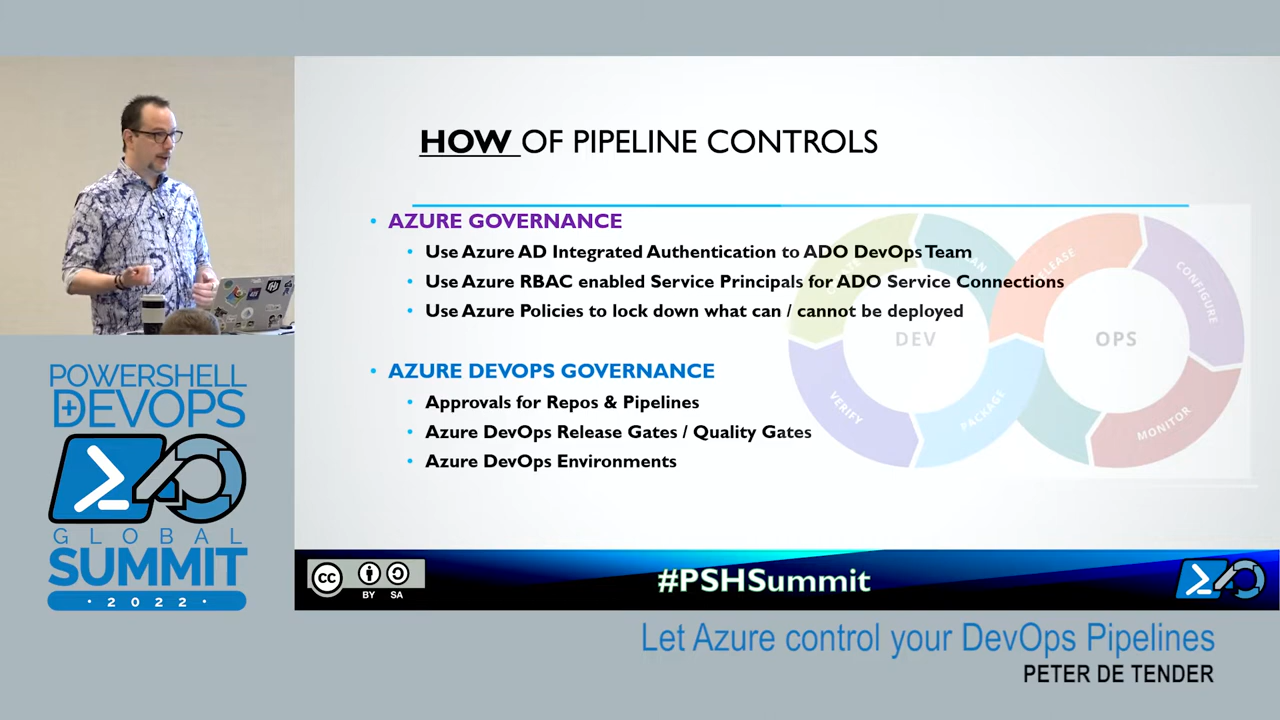 HOW OF PIPELINE CONTROLS
• AZURE GOVERNANCE
• Use Azure AD Integrated Authentication to ADO DevOps Team
• Use Azure RBAC enabled Service Principals for ADO Service Connections
• Use Azure Policies to lock down what can / cannot be deployed
• AZURE DEVOPS GOVERNANCE
• Approvals for Repos & Pipelines
• Azure DevOps Release Gates / Quality Gates
• Azure DevOps Environments
DEV
OPS
RELEASE
CONFIGURE
VERIFY
PACKAGE
MONITOR
POWERSHELL
+DEVOPS
GLOBAL
SUMMIT
· 2022 ·
CC
BY SA
#PSHSummit
Let Azure control your DevOps Pipelines
PETER DE TENDER